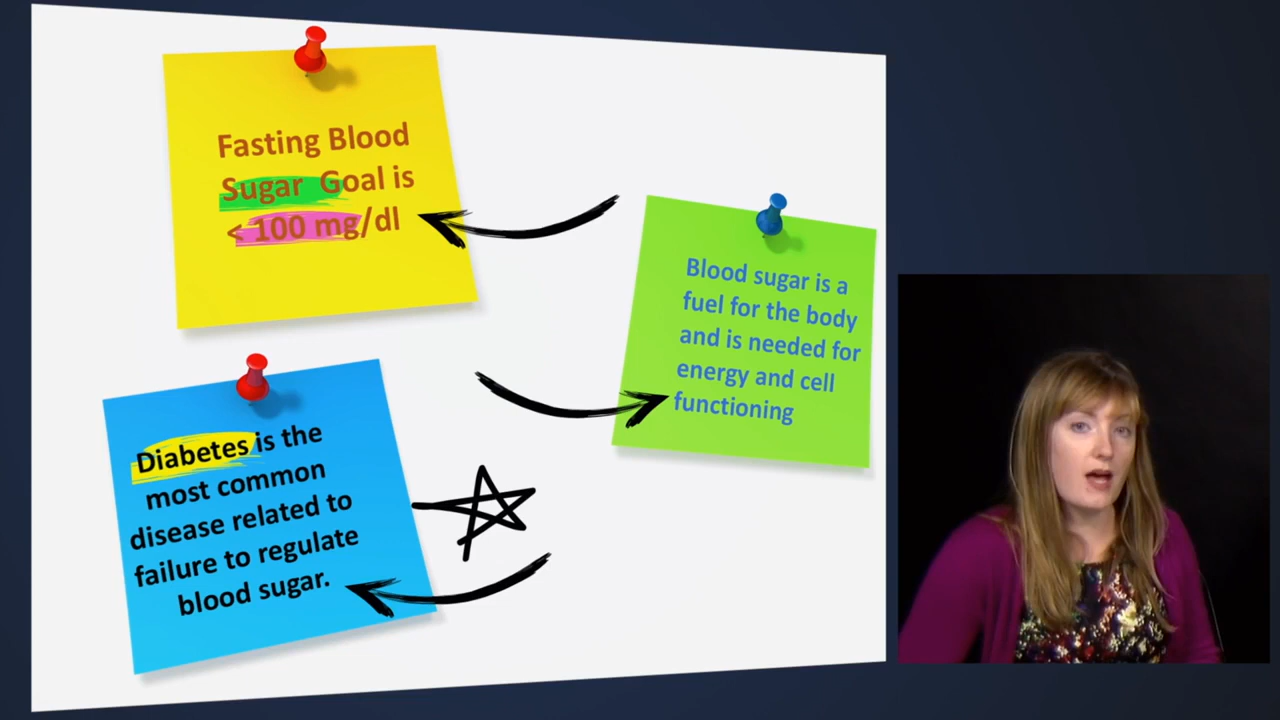 Fasting Blood
Sugar Goal is
< 100 mg/dl
Blood sugar is a
fuel for the body
and is needed for
energy and cell
functioning
Diabetes is the
most common
disease related to
failure to regulate
blood sugar.